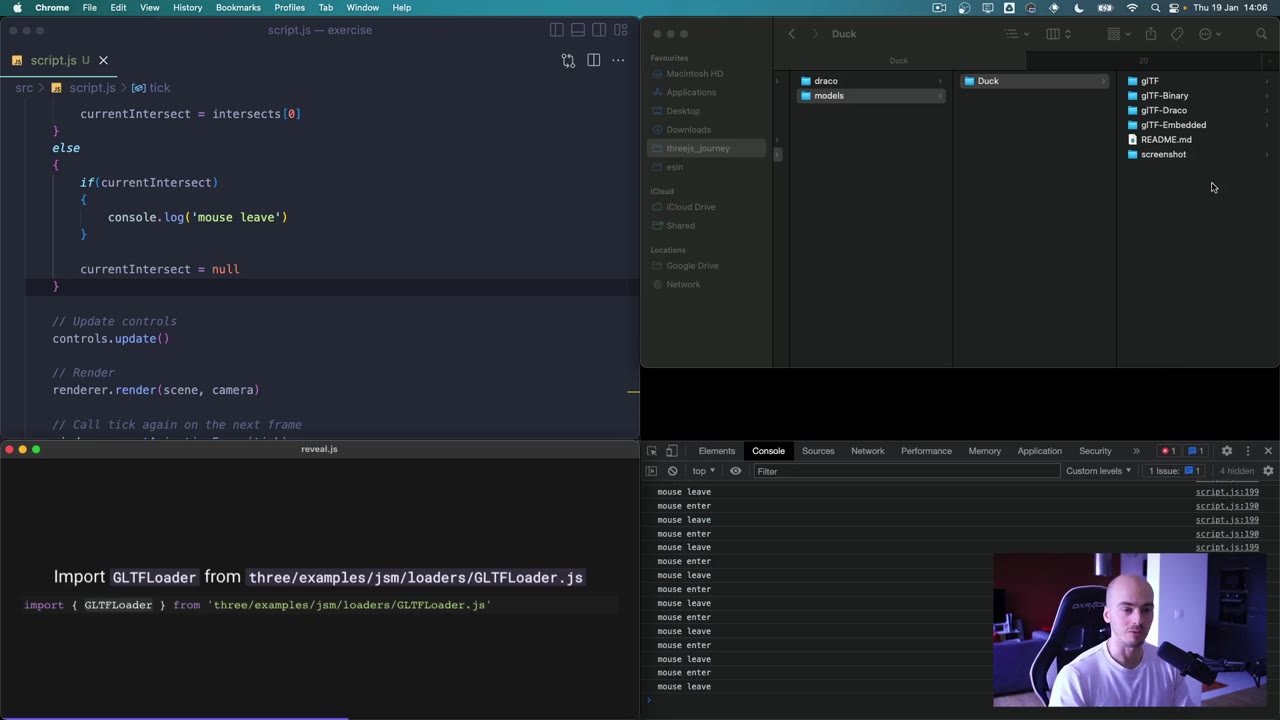 Chrome File Edit View History Bookmarks Profiles Tab Window Help
Thu 19 Jan 14:06
script.js — exercise
script.js U
src > script.js > tick
currentIntersect = intersects[0]
}
else
{
if(currentIntersect)
{
console.log('mouse leave')
}
currentIntersect = null
}
// Update controls
controls.update()
// Render
renderer.render(scene, camera)
// Call tick again on the next frame
Duck
Duck
20
Favourites
Macintosh HD
Applications
Desktop
Downloads
threejs_journey
esin
iCloud
iCloud Drive
Shared
Locations
Google Drive
Network
draco
models
Duck
glTF
glTF-Binary
glTF-Draco
glTF-Embedded
README.md
screenshot
reveal.js
Import GLTFLoader from three/examples/jsm/loaders/GLTFLoader.js
import { GLTFLoader } from 'three/examples/jsm/loaders/GLTFLoader.js'
Elements Console Sources Network Performance Memory Application Security » 1 1
top Filter Custom levels 1 Issue: 1 4 hidden
mouse leave script.js:199
mouse enter script.js:190
mouse leave script.js:199
mouse enter script.js:190
mouse leave script.js:199
mouse enter
mouse leave
mouse enter
mouse leave
mouse enter
mouse leave
mouse enter
mouse leave
mouse enter
mouse leave